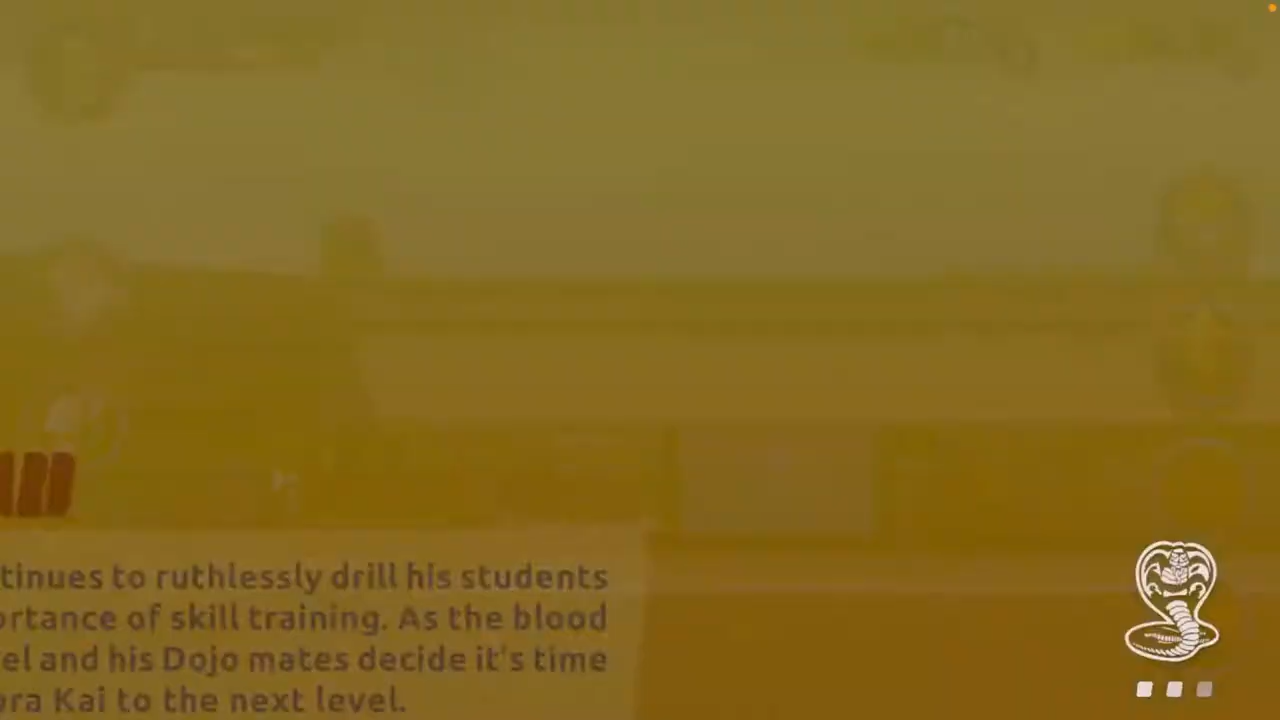 tinues to ruthlessly drill his students
ortance of skill training. As the blood
el and his Dojo mates decide it's time
bra Kai to the next level.